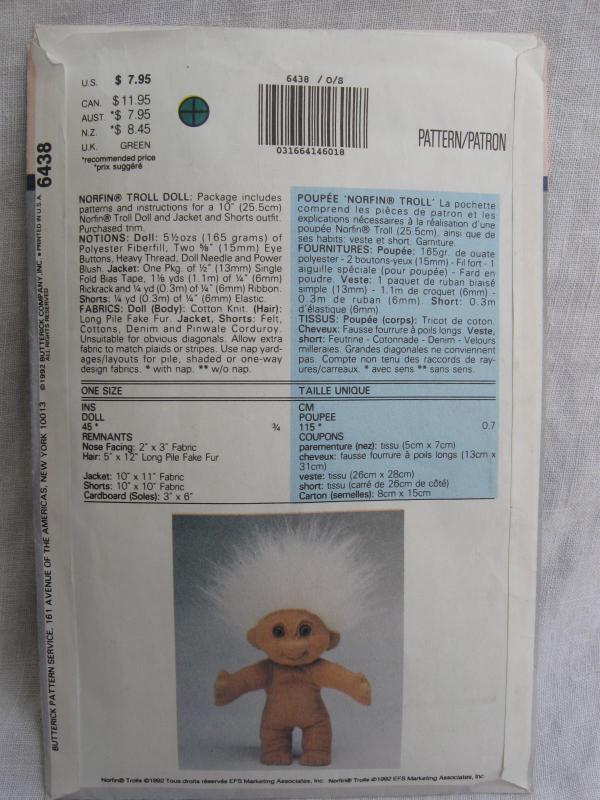 U.S. $ 7.95
CAN. $ 11.95
AUST. *$ 7.95
N.Z. *$ 8.45
U.K. GREEN
*recommended price
*prix suggéré
6438 / O/S
031664146018
PATTERN/PATRON
6438
BUTTERICK PATTERN SERVICE, 161 AVENUE OF THE AMERICAS, NEW YORK 10013
©1992 BUTTERICK COMPANY, INC. • PRINTED IN U.S.A.
ALL RIGHTS RESERVED
NORFIN® TROLL DOLL: Package includes
patterns and instructions for a 10" (25.5cm)
Norfin® Troll Doll and Jacket and Shorts outfit.
Purchased trim.
NOTIONS: Doll: 5½ozs (165 grams) of
Polyester Fiberfill, Two ⅝" (15mm) Eye
Buttons, Heavy Thread, Doll Needle and Power
Blush. Jacket: One Pkg. of ½" (13mm) Single
Fold Bias Tape, 1⅛ yds (1.1m) of ¼" (6mm)
Rickrack and ¼ yd (0.3m) of ¼" (6mm) Ribbon.
Shorts: ¼ yd (0.3m) of ¼" (6mm) Elastic.
FABRICS: Doll (Body): Cotton Knit. (Hair):
Long Pile Fake Fur. Jacket, Shorts: Felt,
Cottons, Denim and Pinwale Corduroy.
Unsuitable for obvious diagonals. Allow extra
fabric to match plaids or stripes. Use nap yard-
ages/layouts for pile, shaded or one-way
design fabrics. * with nap. ** w/o nap.
POUPÉE 'NORFIN® TROLL' La pochette
comprend les pièces de patron et les
explications nécessaires à la réalisation d'une
poupée Norfin® Troll (25.5cm), ainsi que de
ses habits: veste et short. Garniture.
FOURNITURES: Poupée: 165gr. de ouate
polyester - 2 boutons-yeux (15mm) - Fil fort - 1
aiguille spéciale (pour poupée) - Fard en
poudre. Veste: 1 paquet de ruban biaisé
simple (13mm) - 1.1m de croquet (6mm) -
0.3m de ruban (6mm). Short: 0.3m
d'élastique (6mm).
TISSUS: Poupée (corps): Tricot de coton.
Cheveux: Fausse fourrure à poils longs. Veste,
short: Feutrine - Cotonnade - Denim - Velours
milleraies. Grandes diagonales ne conviennent
pas. Compte non tenu des raccords de ray-
ures/carreaux. * avec sens ** sans sens.
ONE SIZE
INS
DOLL
45 * ¾
REMNANTS
Nose Facing: 2" x 3" Fabric
Hair: 5" x 12" Long Pile Fake Fur
Jacket: 10" x 11" Fabric
Shorts: 10" x 10" Fabric
Cardboard (Soles): 3" x 6"
TAILLE UNIQUE
CM
POUPEE
115 * 0.7
COUPONS
parementure (nez): tissu (5cm x 7cm)
cheveux: fausse fourrure à poils longs (13cm x
31cm)
veste: tissu (26cm x 28cm)
short: tissu (carré de 26cm de côté)
Carton (semelles): 8cm x 15cm
Norfin® Trolls ©1992 Tous droits réservés EFS Marketing Associates, Inc. Norfin® Trolls ©1992 EFS Marketing Associates, Inc.